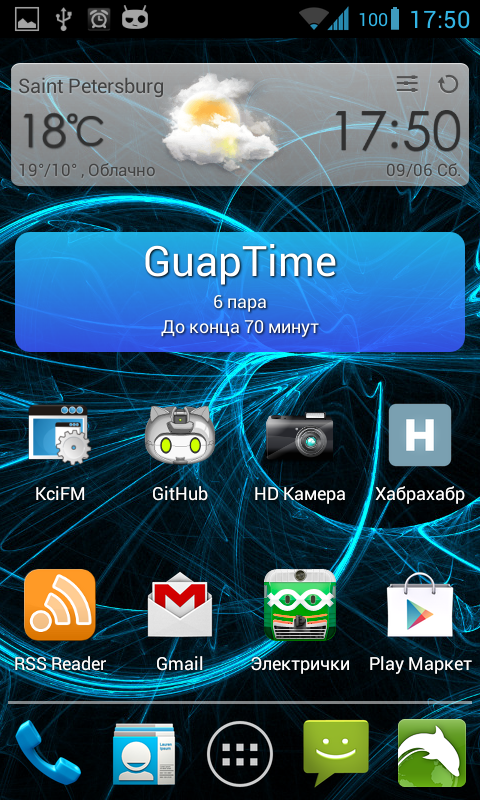 100 17:50
Saint Petersburg
18°C
17:50
19°/10° , Облачно
09/06 Сб.
GuapTime
6 пара
До конца 70 минут
KciFM
GitHub
HD Камера
H
Хабрахабр
RSS Reader
Gmail
Электрички
Play Маркет